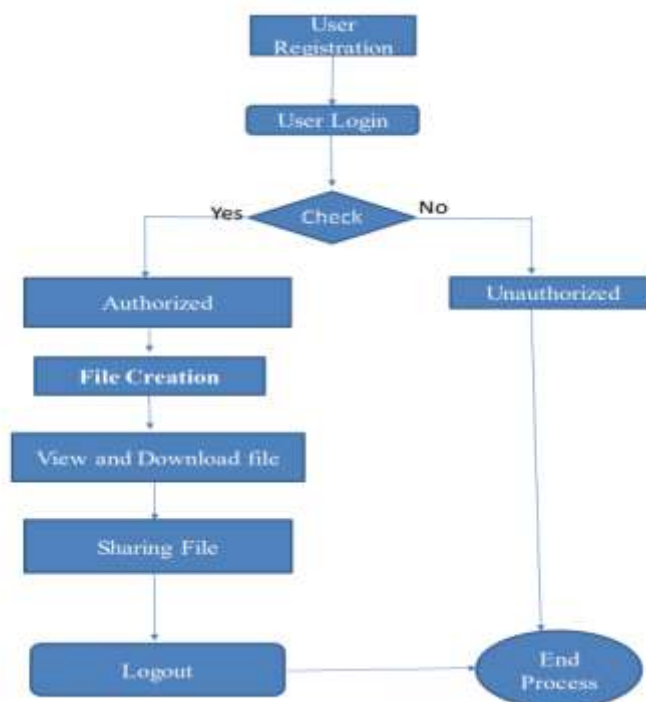 User
Registration
User Login
Check
Yes
No
Authorized
Unauthorized
File Creation
View and Download file
Sharing File
Logout
End
Process